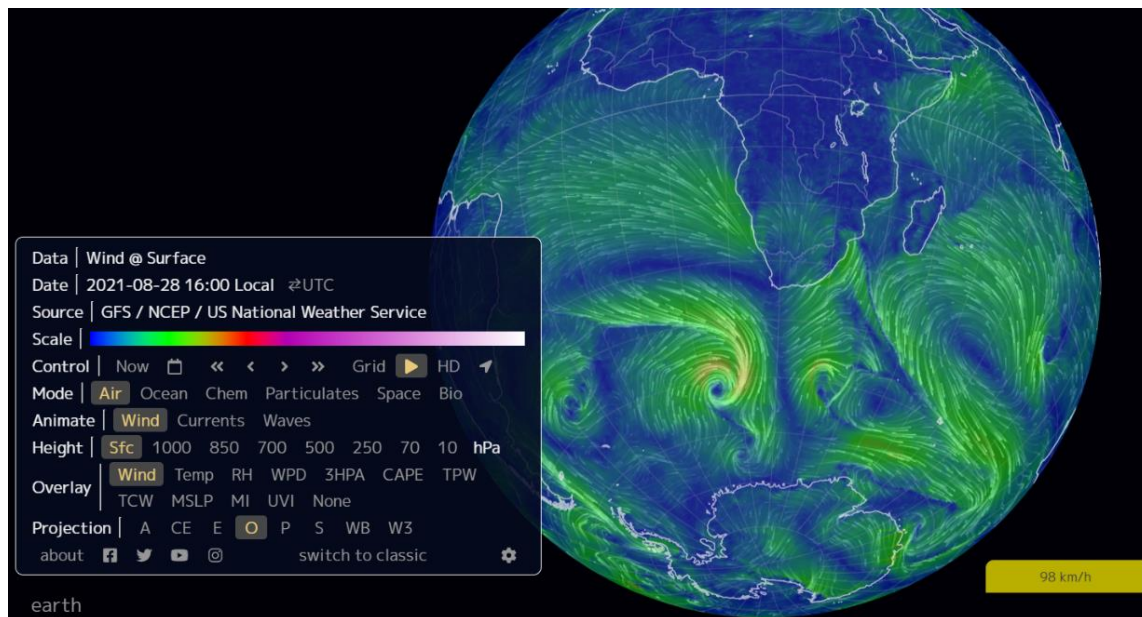 Data | Wind @ Surface
Date | 2021-08-28 16:00 Local ⇄UTC
Source | GFS / NCEP / US National Weather Service
Scale |
Control | Now « ‹ › » Grid HD
Mode | Air Ocean Chem Particulates Space Bio
Animate | Wind Currents Waves
Height | Sfc 1000 850 700 500 250 70 10 hPa
Overlay | Wind Temp RH WPD 3HPA CAPE TPW
TCW MSLP MI UVI None
Projection | A CE E O P S WB W3
about switch to classic
earth
98 km/h